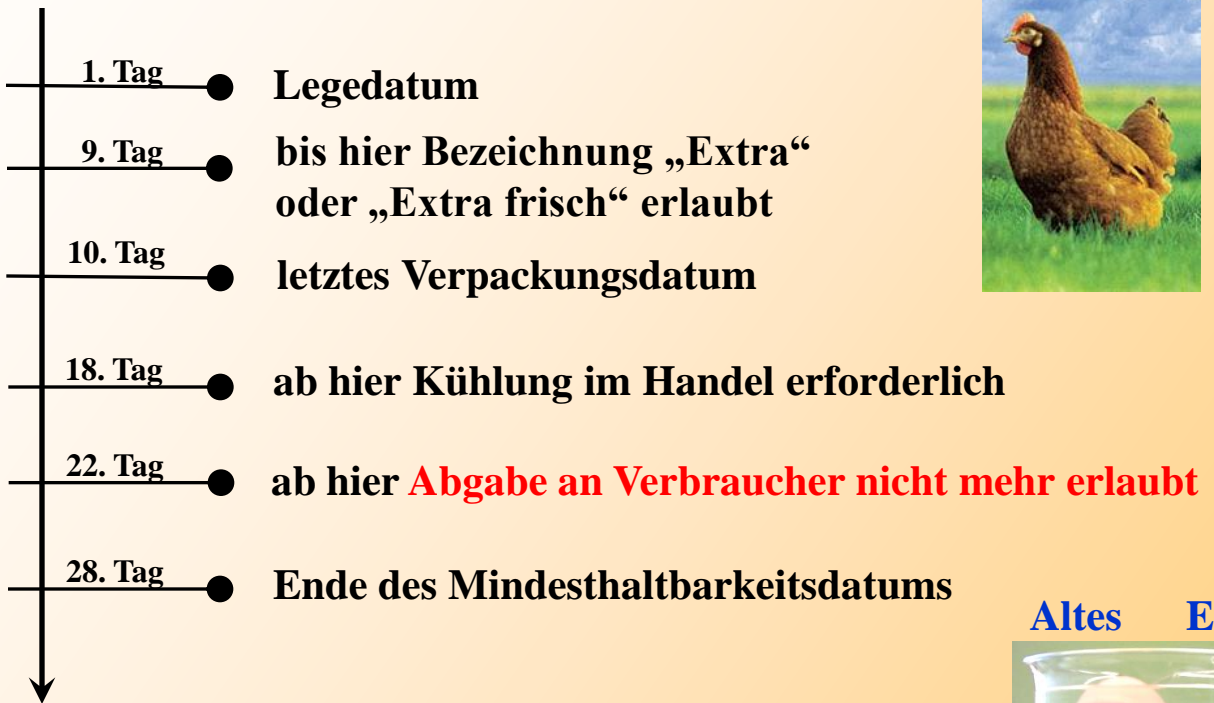 1. Tag
Legedatum
9. Tag
bis hier Bezeichnung „Extra“
oder „Extra frisch“ erlaubt
10. Tag
letztes Verpackungsdatum
18. Tag
ab hier Kühlung im Handel erforderlich
22. Tag
ab hier Abgabe an Verbraucher nicht mehr erlaubt
28. Tag
Ende des Mindesthaltbarkeitsdatums
Altes E